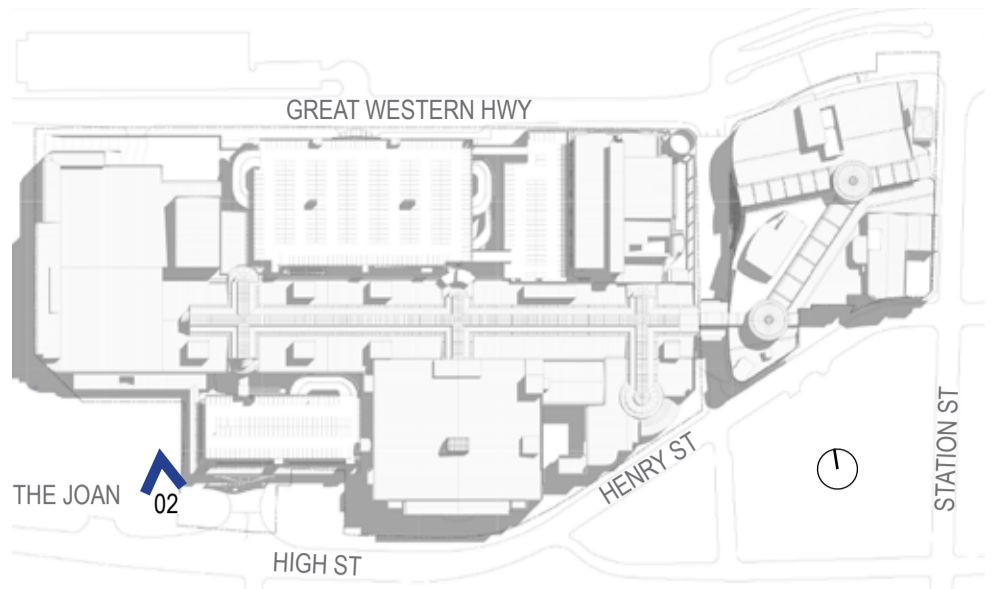 GREAT WESTERN HWY
STATION ST
HENRY ST
THE JOAN
02
HIGH ST